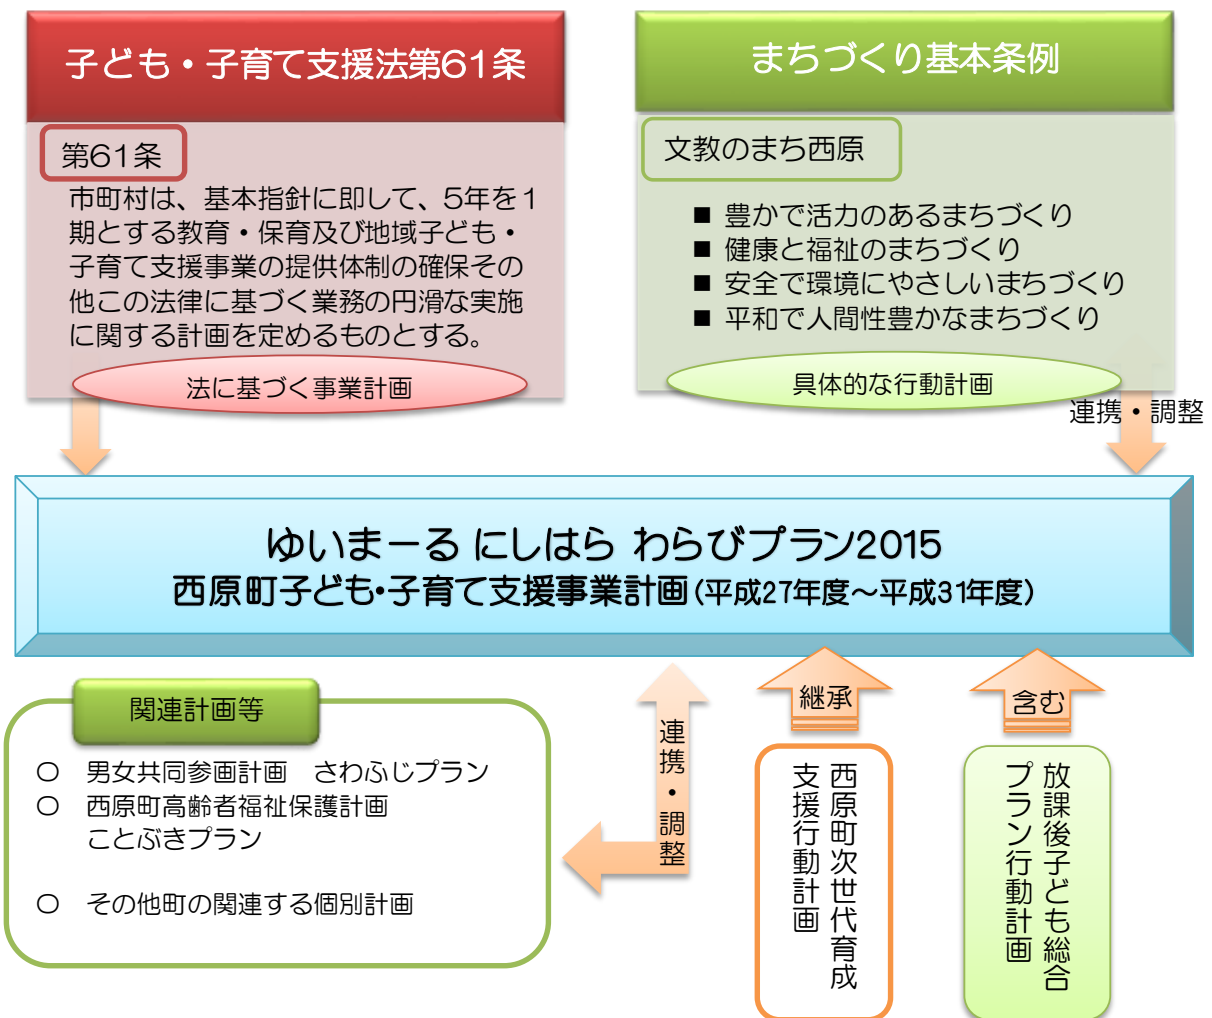 子ども・子育て支援法第61条
第61条
市町村は、基本指針に即して、5年を1
期とする教育・保育及び地域子ども・
子育て支援事業の提供体制の確保その
他この法律に基づく業務の円滑な実施
に関する計画を定めるものとする。
法に基づく事業計画
まちづくり基本条例
文教のまち西原
■ 豊かで活力のあるまちづくり
■ 健康と福祉のまちづくり
■ 安全で環境にやさしいまちづくり
■ 平和で人間性豊かなまちづくり
具体的な行動計画
連携・調整
ゆいまーる にしはら わらびプラン2015
西原町子ども・子育て支援事業計画（平成27年度～平成31年度）
関連計画等
○ 男女共同参画計画　さわふじプラン
○ 西原町高齢者福祉保護計画
ことぶきプラン
○ その他町の関連する個別計画
連携・調整
継承
西原町次世代育成
支援行動計画
含む
放課後子ども総合
プラン行動計画